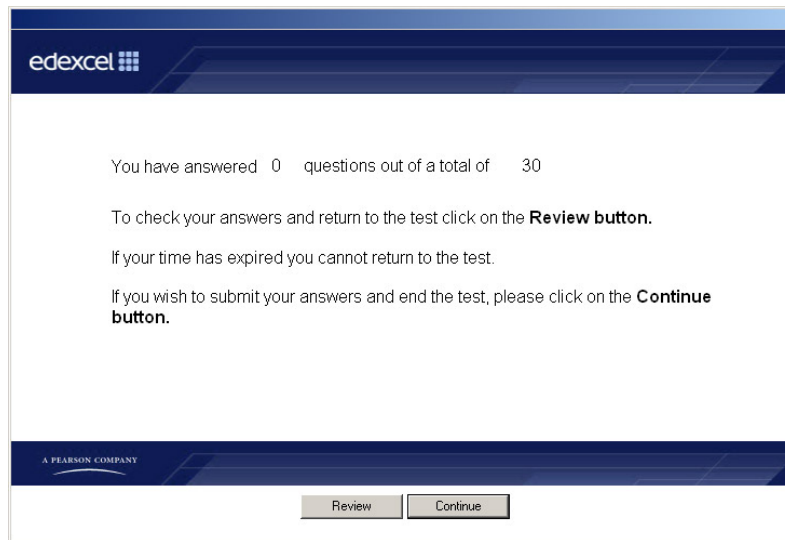 edexcel
You have answered 0 questions out of a total of 30
To check your answers and return to the test click on the Review button.
If your time has expired you cannot return to the test.
If you wish to submit your answers and end the test, please click on the Continue
button.
A PEARSON COMPANY
Review Continue